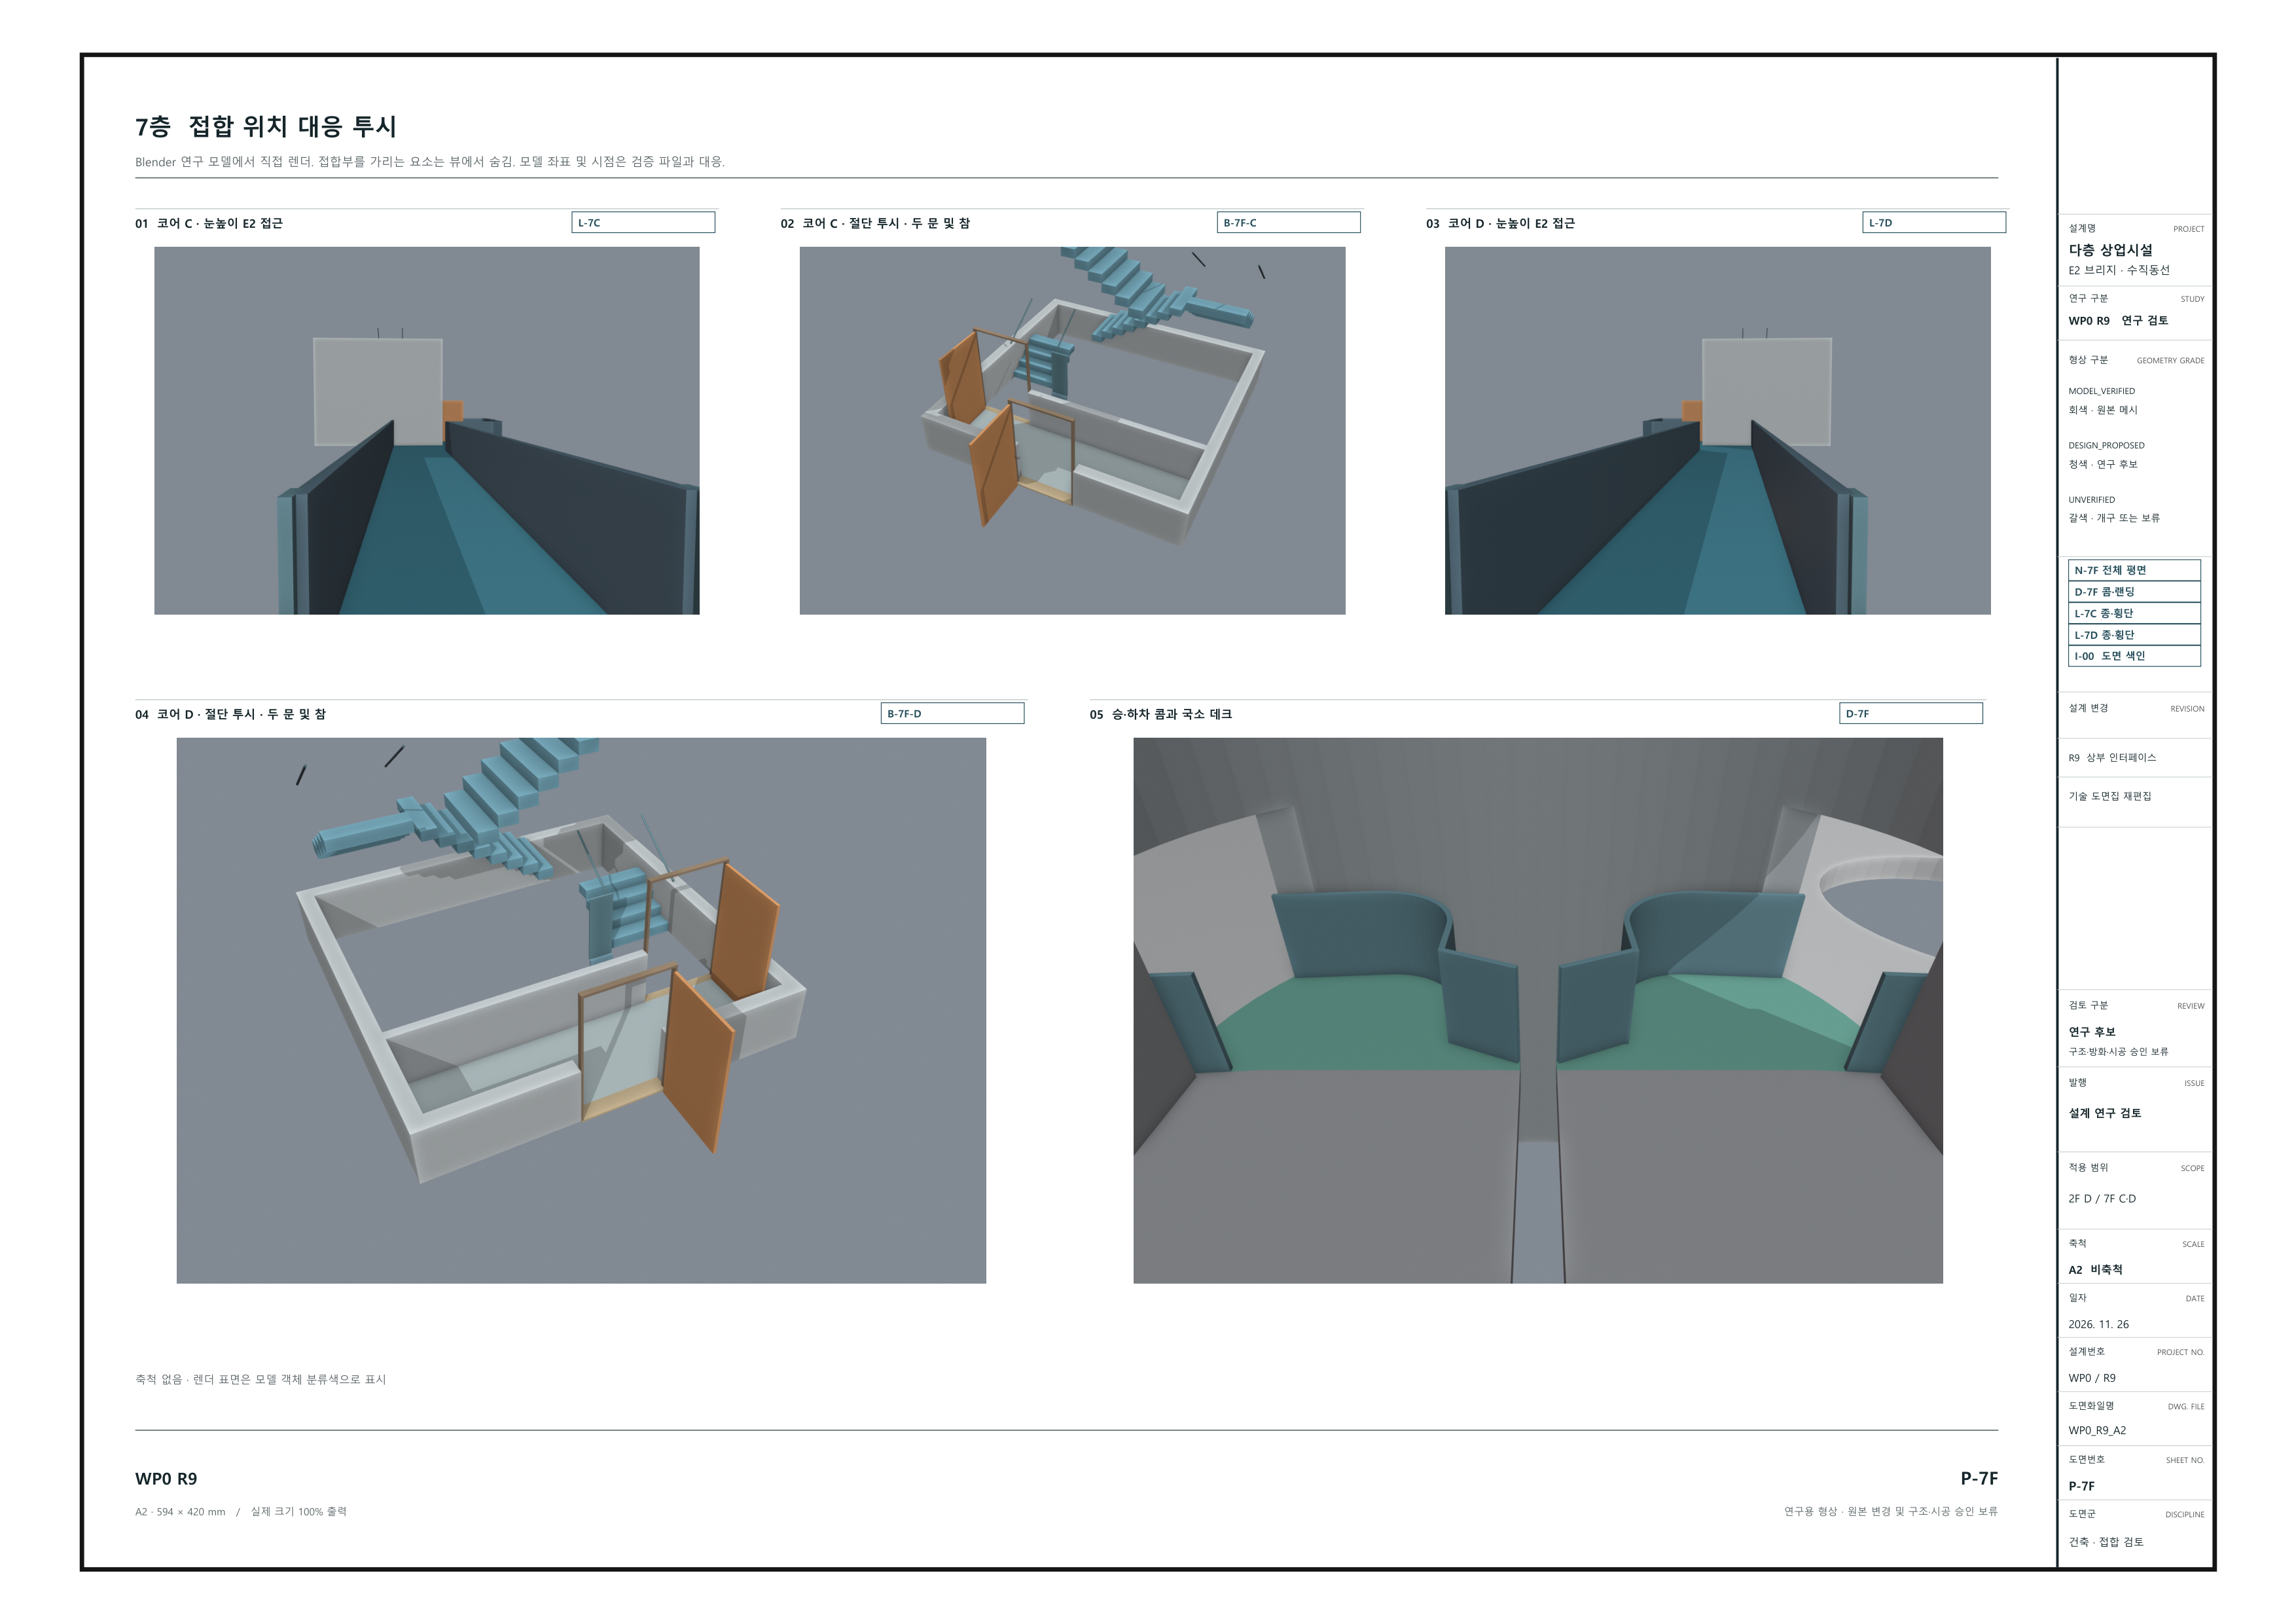 7층 접합 위치 대응 투시
Blender 연구 모델에서 직접 렌더. 접합부를 가리는 요소는 뷰에서 숨김. 모델 좌표 및 시점은 검증 파일과 대응.
01 코어 C · 눈높이 E2 접근
L-7C
02 코어 C · 절단 투시 · 두 문 및 참
B-7F-C
03 코어 D · 눈높이 E2 접근
L-7D
04 코어 D · 절단 투시 · 두 문 및 참
B-7F-D
05 승·하차 콤과 국소 데크
D-7F
축척 없음 · 렌더 표면은 모델 객체 분류색으로 표시
WP0 R9
A2 · 594 × 420 mm / 실제 크기 100% 출력
P-7F
연구용 형상 · 원본 변경 및 구조·시공 승인 보류
설계명 PROJECT
다층 상업시설
E2 브리지 · 수직동선
연구 구분 STUDY
WP0 R9 연구 검토
형상 구분 GEOMETRY GRADE
MODEL_VERIFIED
회색 · 원본 메시
DESIGN_PROPOSED
청색 · 연구 후보
UNVERIFIED
갈색 · 개구 또는 보류
N-7F 전체 평면
D-7F 콤·랜딩
L-7C 종·횡단
L-7D 종·횡단
I-00 도면 색인
설계 변경 REVISION
R9 상부 인터페이스
기술 도면집 재편집
검토 구분 REVIEW
연구 후보
구조·방화·시공 승인 보류
발행 ISSUE
설계 연구 검토
적용 범위 SCOPE
2F D / 7F C·D
축척 SCALE
A2 비축척
일자 DATE
2026. 11. 26
설계번호 PROJECT NO.
WP0 / R9
도면화일명 DWG. FILE
WP0_R9_A2
도면번호 SHEET NO.
P-7F
도면군 DISCIPLINE
건축 · 접합 검토